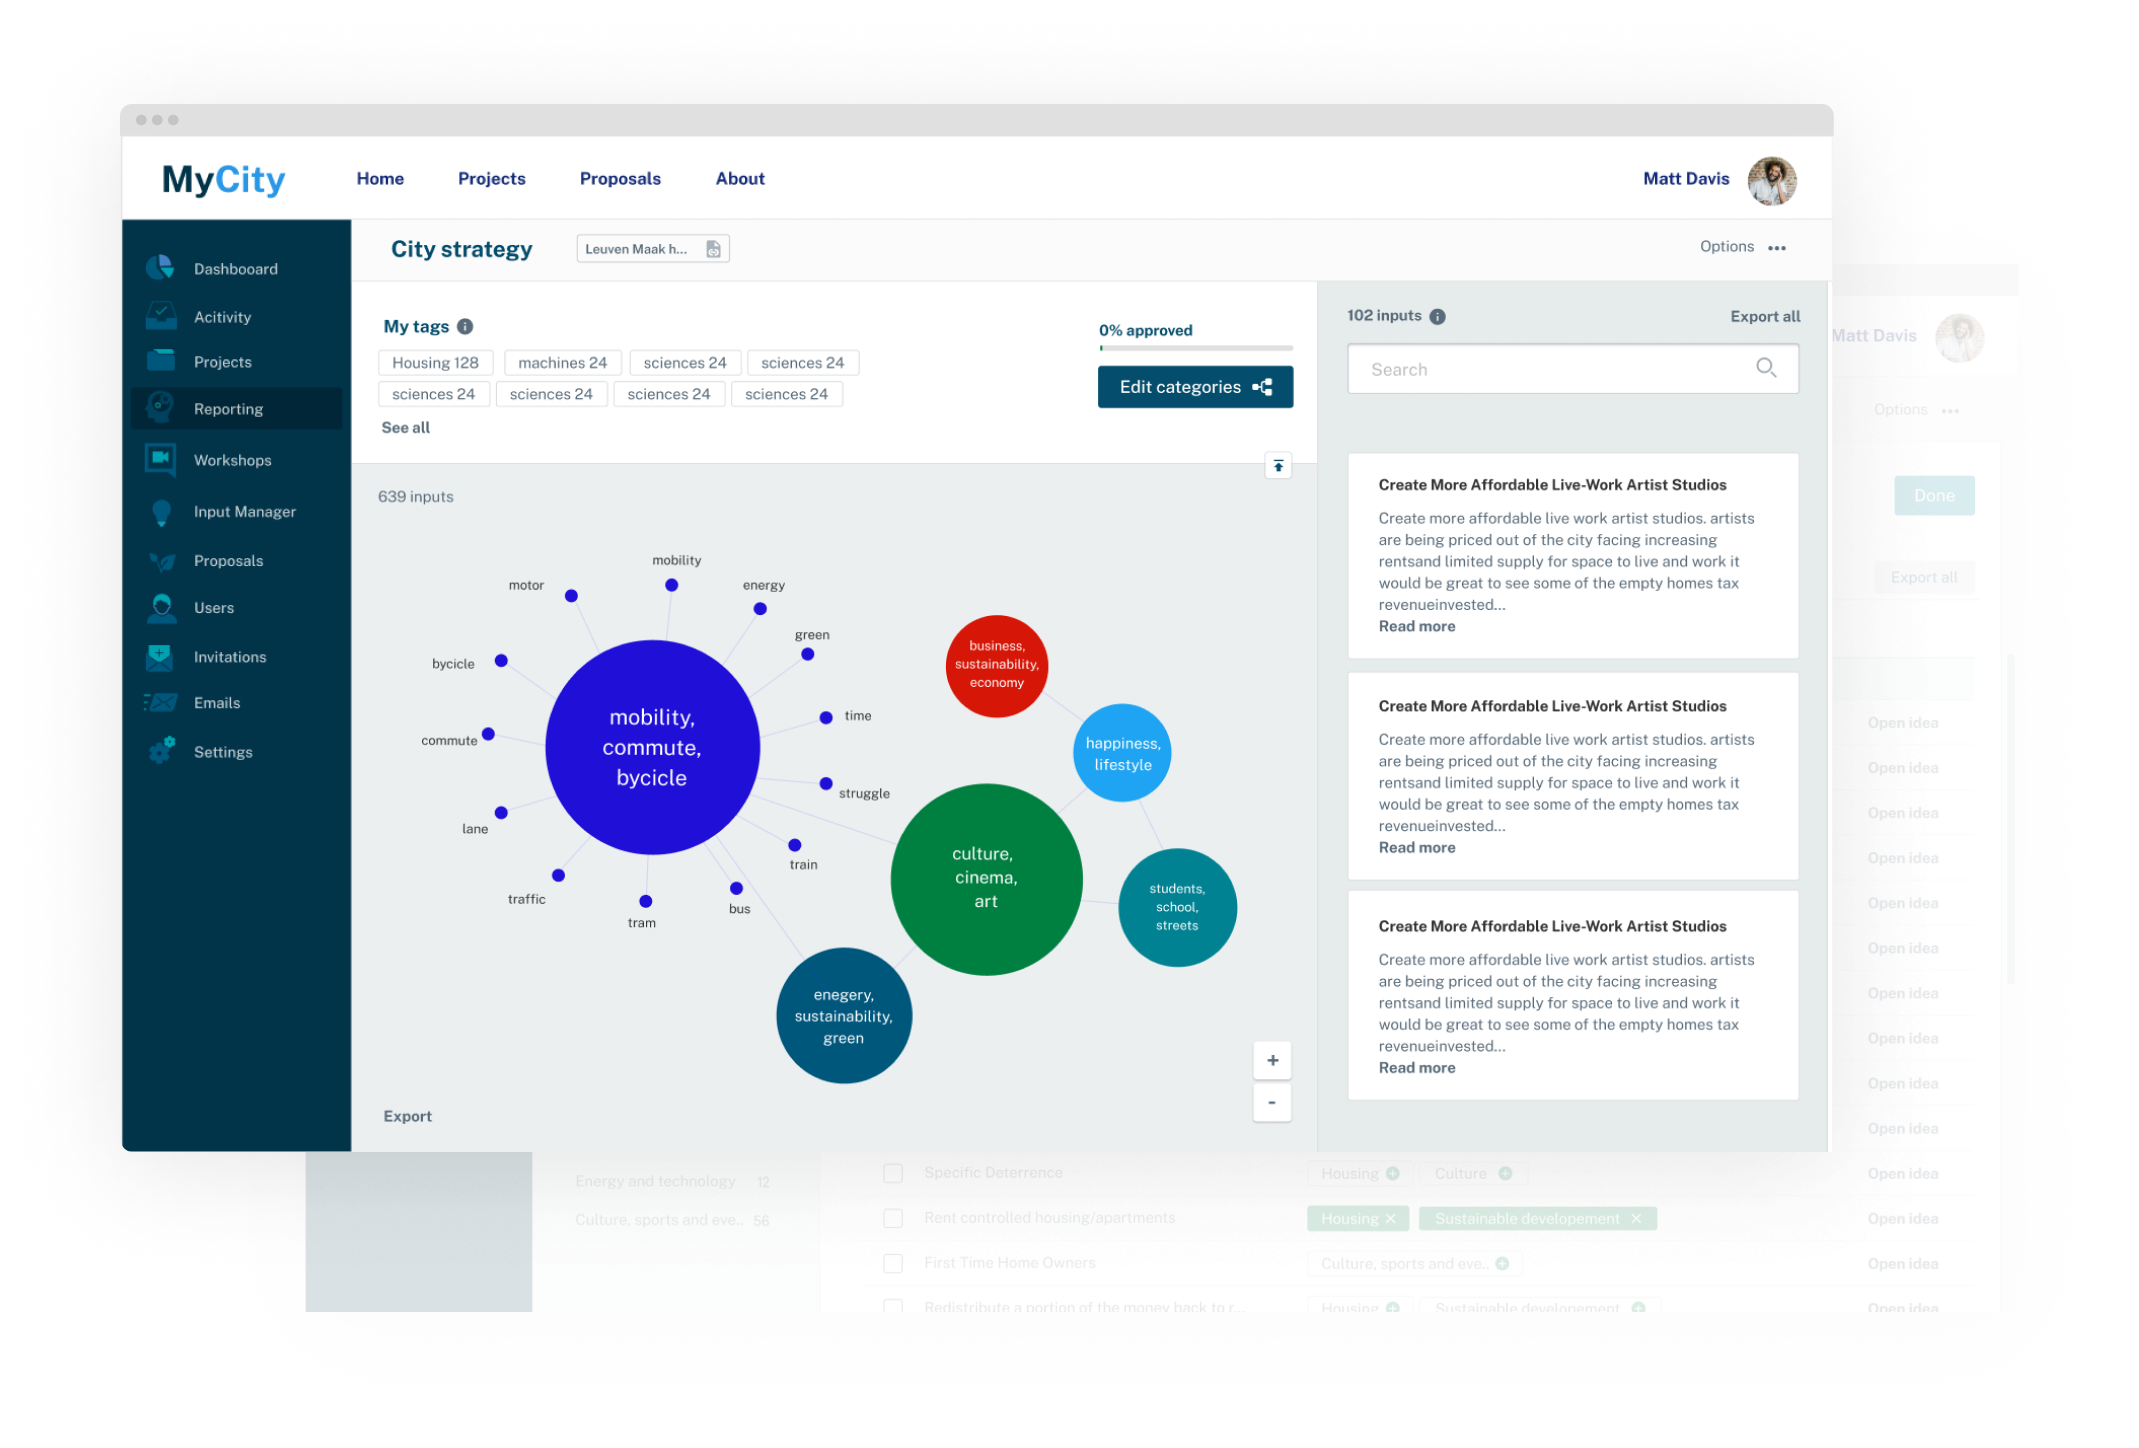 MyCity
Home
Projects
Proposals
About
Matt Davis
City strategy
Leuven Maak h...
Options
Dashbooard
Acitivity
Projects
Reporting
Workshops
Input Manager
Proposals
Users
Invitations
Emails
Settings
My tags
Housing 128
machines 24
sciences 24
sciences 24
sciences 24
sciences 24
sciences 24
sciences 24
See all
0% approved
Edit categories
639 inputs
mobility
motor
energy
green
bycicle
time
commute
struggle
lane
train
traffic
bus
tram
mobility,
commute,
bycicle
business,
sustainability,
economy
happiness,
lifestyle
culture,
cinema,
art
students,
school,
streets
enegery,
sustainability,
green
+
-
Export
102 inputs
Export all
Search
Create More Affordable Live-Work Artist Studios
Create more affordable live work artist studios. artists
are being priced out of the city facing increasing
rentsand limited supply for space to live and work it
would be great to see some of the empty homes tax
revenueinvested...
Read more
Create More Affordable Live-Work Artist Studios
Create more affordable live work artist studios. artists
are being priced out of the city facing increasing
rentsand limited supply for space to live and work it
would be great to see some of the empty homes tax
revenueinvested...
Read more
Create More Affordable Live-Work Artist Studios
Create more affordable live work artist studios. artists
are being priced out of the city facing increasing
rentsand limited supply for space to live and work it
would be great to see some of the empty homes tax
revenueinvested...
Read more
Matt Davis
Options
Done
Export all
Open idea
Open idea
Open idea
Open idea
Open idea
Open idea
Open idea
Open idea
Open idea
Open idea
Energy and technology 12
Culture, sports and eve.. 56
Specific Deterrence
Housing
Culture
Open idea
Rent controlled housing/apartments
Housing
Sustainable developement
Open idea
First Time Home Owners
Culture, sports and eve..
Open idea
Redistribute a portion of the money back to r...
Housing
Sustainable developement
Open idea